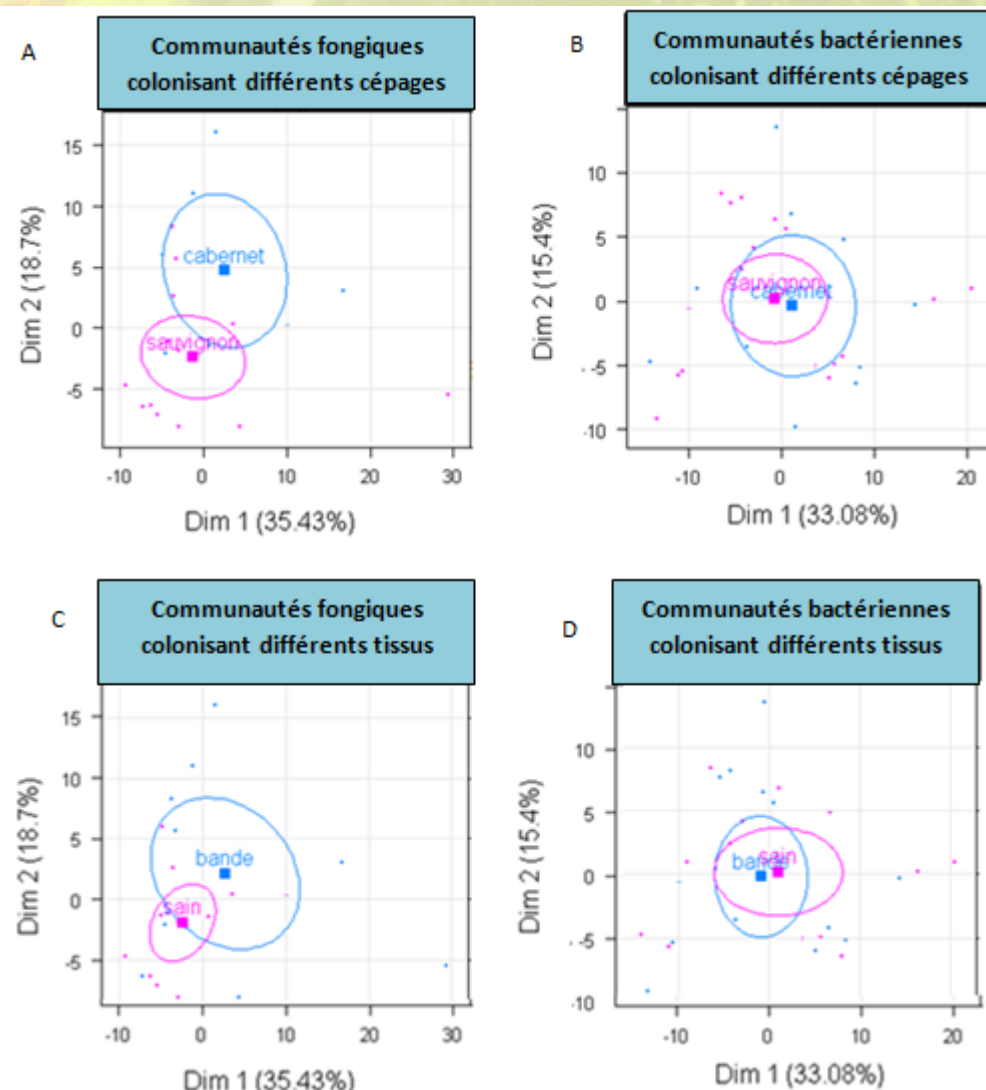 A
Communautés fongiques
colonisant différents cépages
15
10
5
0
-5
Dim 2 (18.7%)
cabernet
sauvignon
-10
0
10
20
30
Dim 1 (35.43%)
B
Communautés bactériennes
colonisant différents cépages
10
5
0
-5
-10
Dim 2 (15.4%)
sauvignon
cabernet
-10
0
10
20
Dim 1 (33.08%)
C
Communautés fongiques
colonisant différents tissus
15
10
5
0
-5
Dim 2 (18.7%)
bande
sain
-10
0
10
20
30
Dim 1 (35.43%)
D
Communautés bactériennes
colonisant différents tissus
10
5
0
-5
-10
Dim 2 (15.4%)
bande
sain
-10
0
10
20
Dim 1 (33.08%)